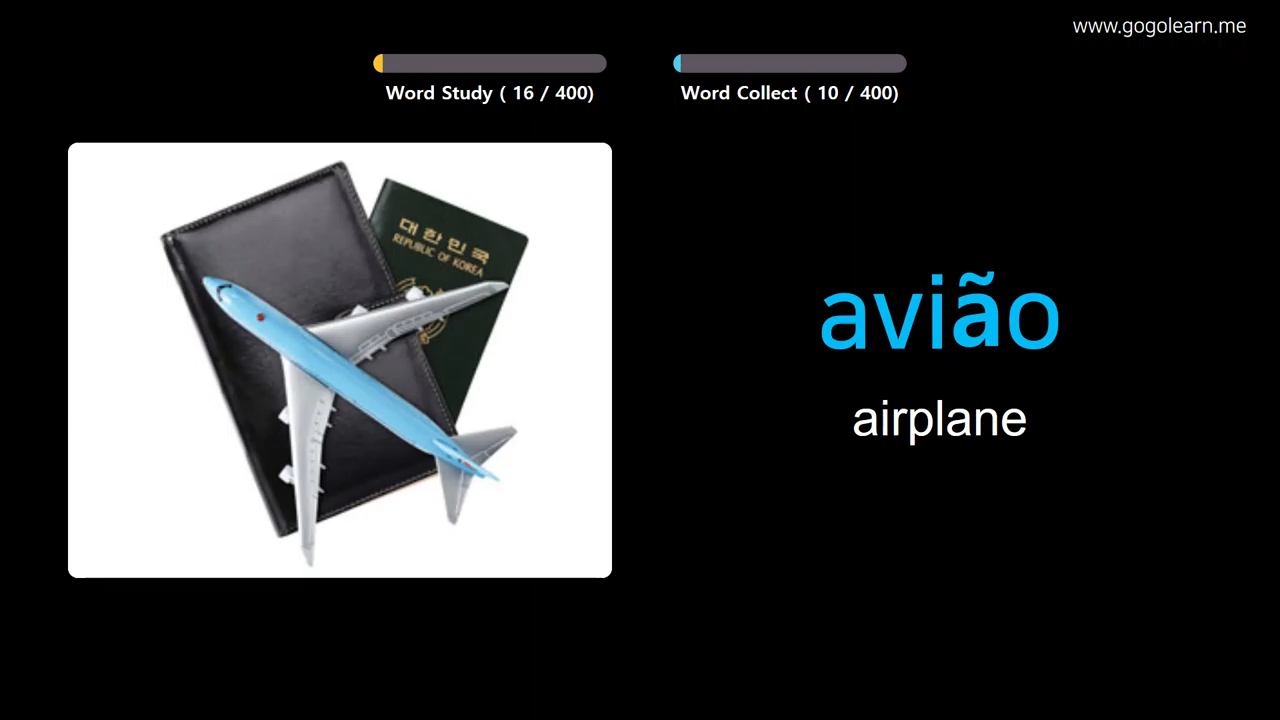 www.gogolearn.me
Word Study ( 16 / 400)
Word Collect ( 10 / 400)
대한민국
REPUBLIC OF KOREA
avião
airplane